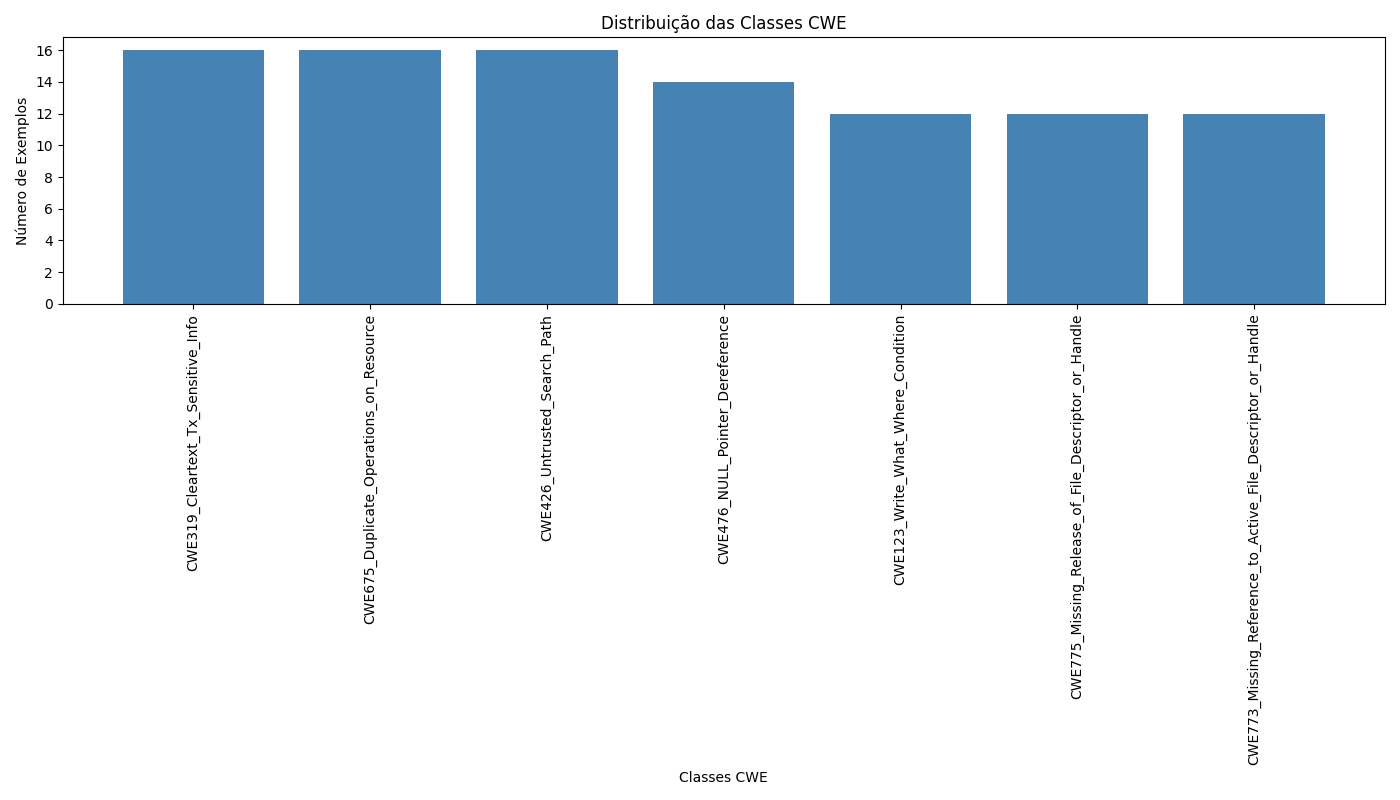 Distribuição das Classes CWE
Número de Exemplos
16
14
12
10
8
6
4
2
0
CWE319_Cleartext_Tx_Sensitive_Info
CWE675_Duplicate_Operations_on_Resource
CWE426_Untrusted_Search_Path
CWE476_NULL_Pointer_Dereference
CWE123_Write_What_Where_Condition
CWE775_Missing_Release_of_File_Descriptor_or_Handle
CWE773_Missing_Reference_to_Active_File_Descriptor_or_Handle
Classes CWE